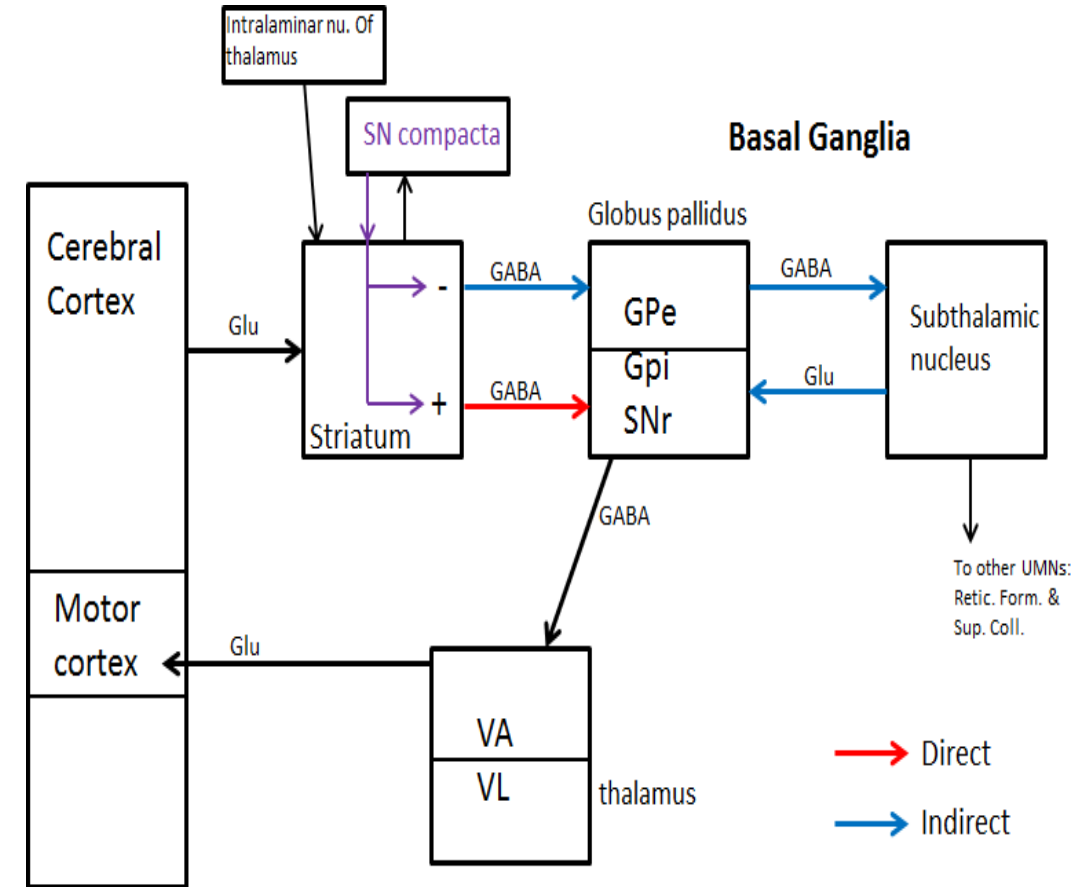 Intralaminar nu. Of
thalamus
SN compacta
Basal Ganglia
Globus pallidus
Cerebral
Cortex
Glu
-
+
Striatum
GABA
GABA
GPe
Gpi
SNr
GABA
Glu
Subthalamic
nucleus
GABA
To other UMNs:
Retic. Form. &
Sup. Coll.
Motor
cortex
Glu
VA
VL
thalamus
Direct
Indirect